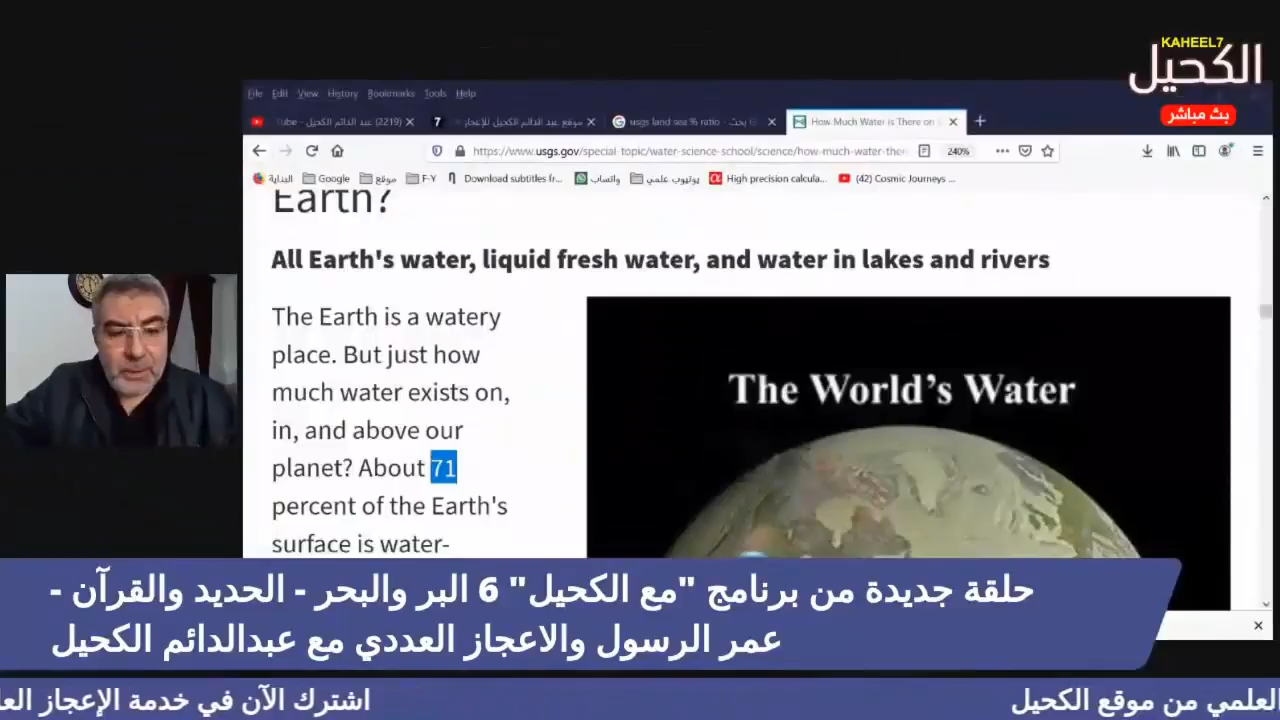 KAHEEL7
الكحيل
بث مباشر
File Edit View History Bookmarks Tools Help
usgs land sea % ratio - بحث
How Much Water is There on
https://www.usgs.gov/special-topic/water-science-school/science/how-much-water-ther
240%
البداية Google موقع F-Y Download subtitles fr... واتساب يوتيوب علمي High precision calcula... (42) Cosmic Journeys ...
Earth?
All Earth's water, liquid fresh water, and water in lakes and rivers
The Earth is a watery
place. But just how
much water exists on,
in, and above our
planet? About 71
percent of the Earth's
surface is water-
The World's Water
حلقة جديدة من برنامج "مع الكحيل" 6 البر والبحر - الحديد والقرآن -
عمر الرسول والاعجاز العددي مع عبدالدائم الكحيل
العلمي من موقع الكحيل
اشترك الآن في خدمة الإعجاز العل